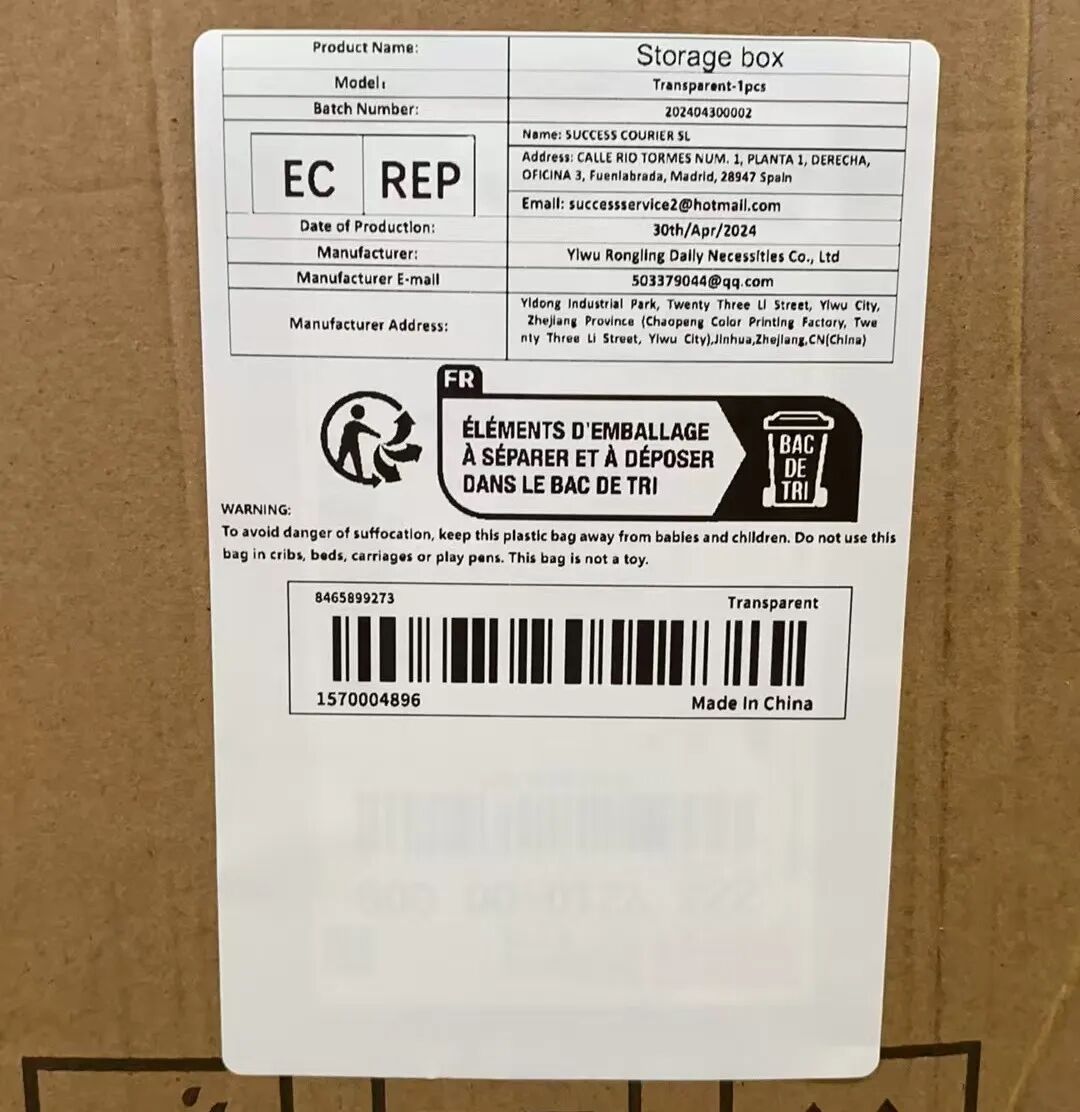 Product Name: Storage box
Model: Transparent-1pcs
Batch Number: 202404300002
EC REP
Name: SUCCESS COURIER SL
Address: CALLE RIO TORMES NUM. 1, PLANTA 1, DERECHA,
OFICINA 3, Fuenlabrada, Madrid, 28947 Spain
Email: successservice2@hotmail.com
Date of Production: 30th/Apr/2024
Manufacturer: Yiwu Rongling Daily Necessities Co., Ltd
Manufacturer E-mail 503379044@qq.com
Manufacturer Address:
Yidong Industrial Park, Twenty Three Li Street, Yiwu City,
Zhejiang Province (Chaopeng Color Printing Factory, Twe
nty Three Li Street, Yiwu City),Jinhua,Zhejiang,CN(China)
FR
ÉLÉMENTS D'EMBALLAGE
À SÉPARER ET À DÉPOSER
DANS LE BAC DE TRI
BAC
DE
TRI
WARNING:
To avoid danger of suffocation, keep this plastic bag away from babies and children. Do not use this
bag in cribs, beds, carriages or play pens. This bag is not a toy.
8465899273 Transparent
1570004896 Made In China